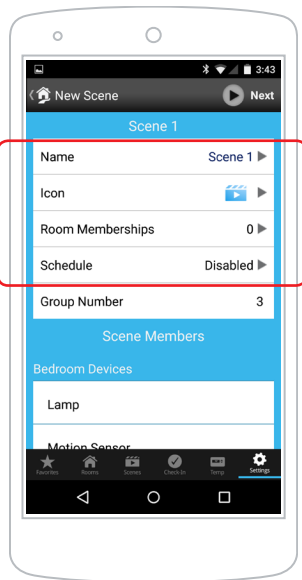 3:43
New Scene Next
Scene 1
Name Scene 1
Icon
Room Memberships 0
Schedule Disabled
Group Number 3
Scene Members
Bedroom Devices
Lamp
Motion Sensor
Favorites Rooms Scenes Check-In Temp Settings